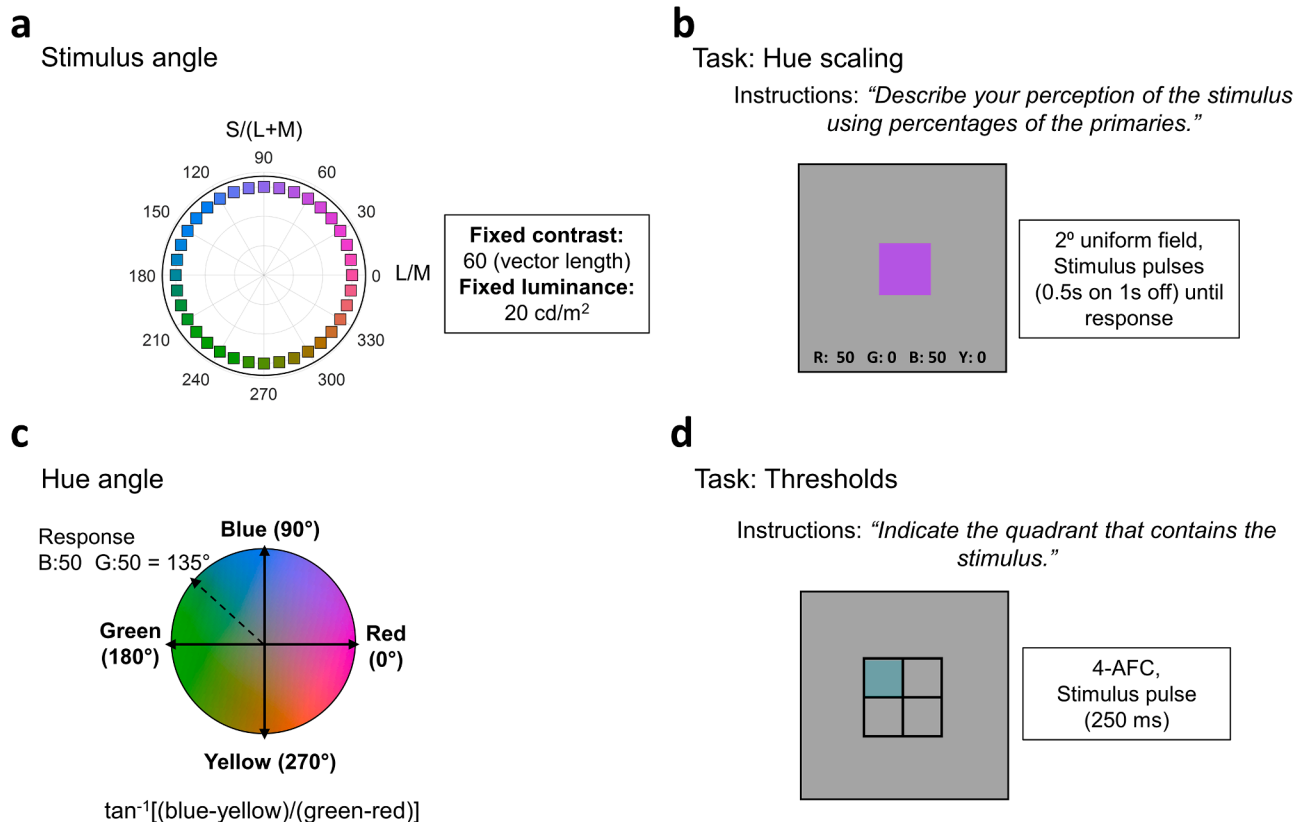 a
Stimulus angle
S/(L+M)
90
120
60
150
30
180
0
L/M
210
330
240
300
270
Fixed contrast:
60 (vector length)
Fixed luminance:
20 cd/m²
b
Task: Hue scaling
Instructions: “Describe your perception of the stimulus
using percentages of the primaries.”
R: 50 G: 0 B: 50 Y: 0
2º uniform field,
Stimulus pulses
(0.5s on 1s off) until
response
c
Hue angle
Response
B:50 G:50 = 135°
Blue (90°)
Green
(180°)
Red
(0°)
Yellow (270°)
tan⁻¹[(blue-yellow)/(green-red)]
d
Task: Thresholds
Instructions: “Indicate the quadrant that contains the
stimulus.”
4-AFC,
Stimulus pulse
(250 ms)